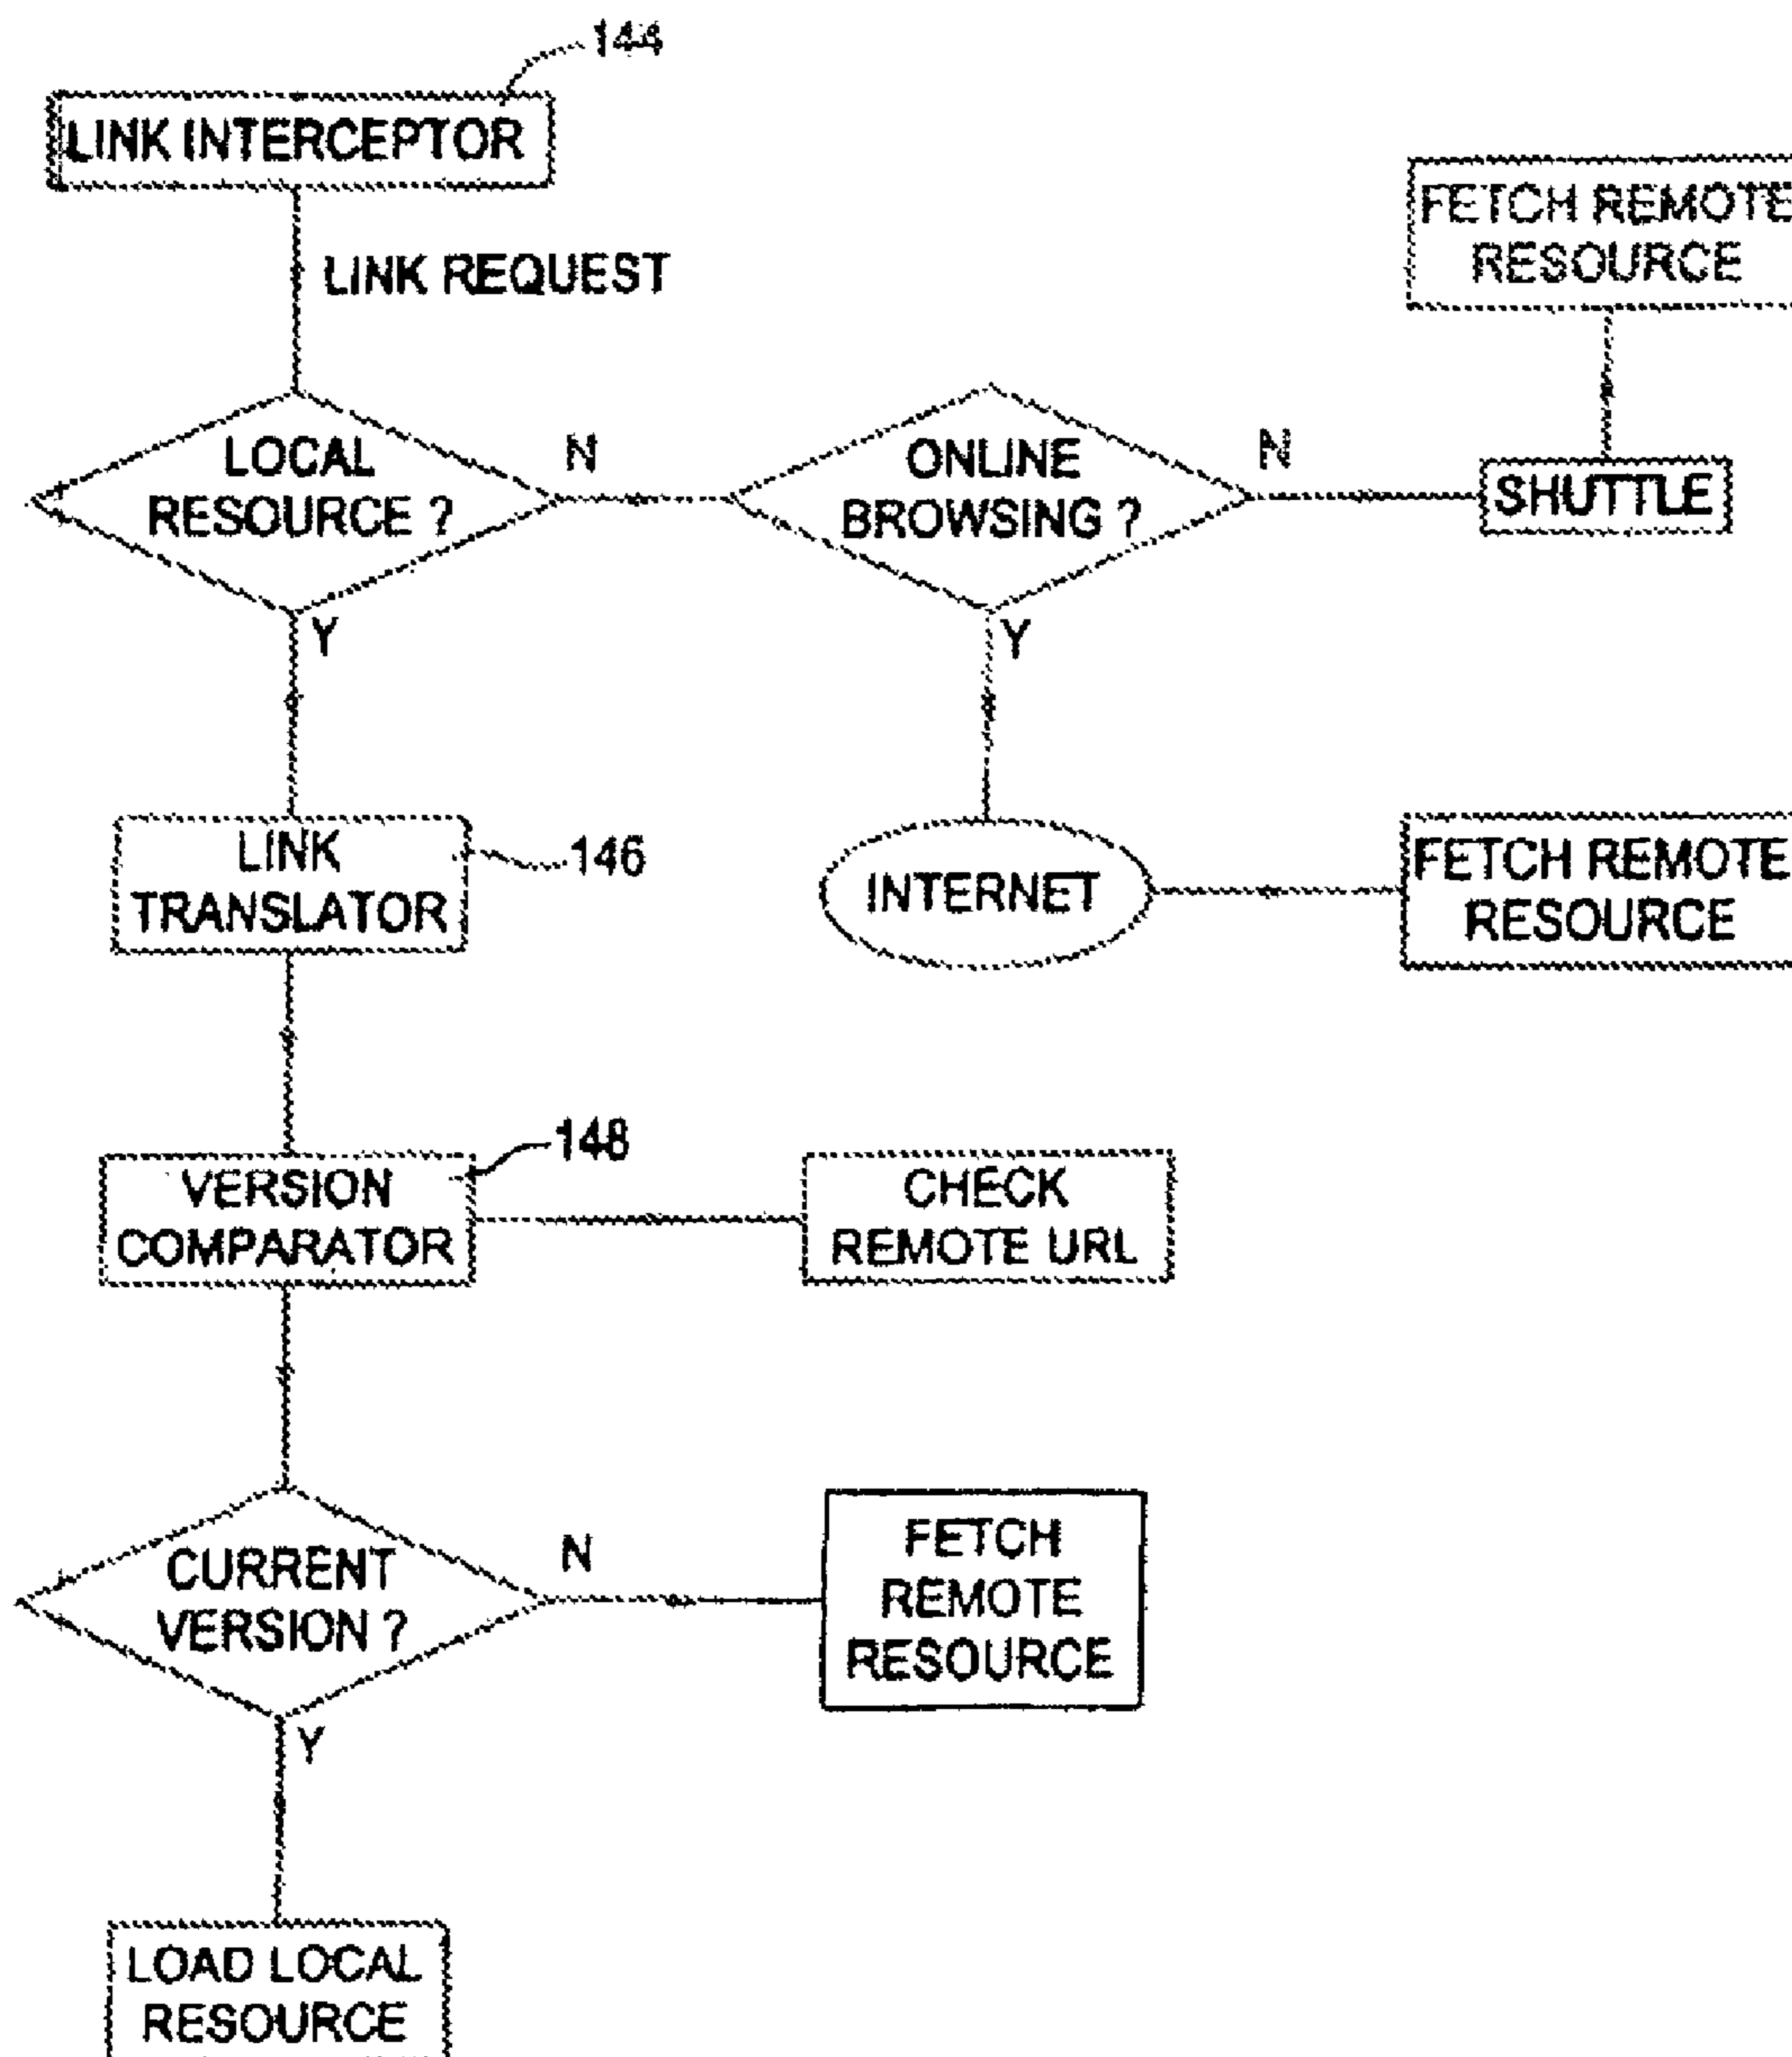 144
LINK INTERCEPTOR
LINK REQUEST
FETCH REMOTE
RESOURCE
LOCAL
RESOURCE ?
N
ONLINE
BROWSING ?
N
SHUTTLE
Y
Y
LINK
TRANSLATOR
146
INTERNET
FETCH REMOTE
RESOURCE
148
VERSION
COMPARATOR
CHECK
REMOTE URL
CURRENT
VERSION ?
N
FETCH
REMOTE
RESOURCE
Y
LOAD LOCAL
RESOURCE